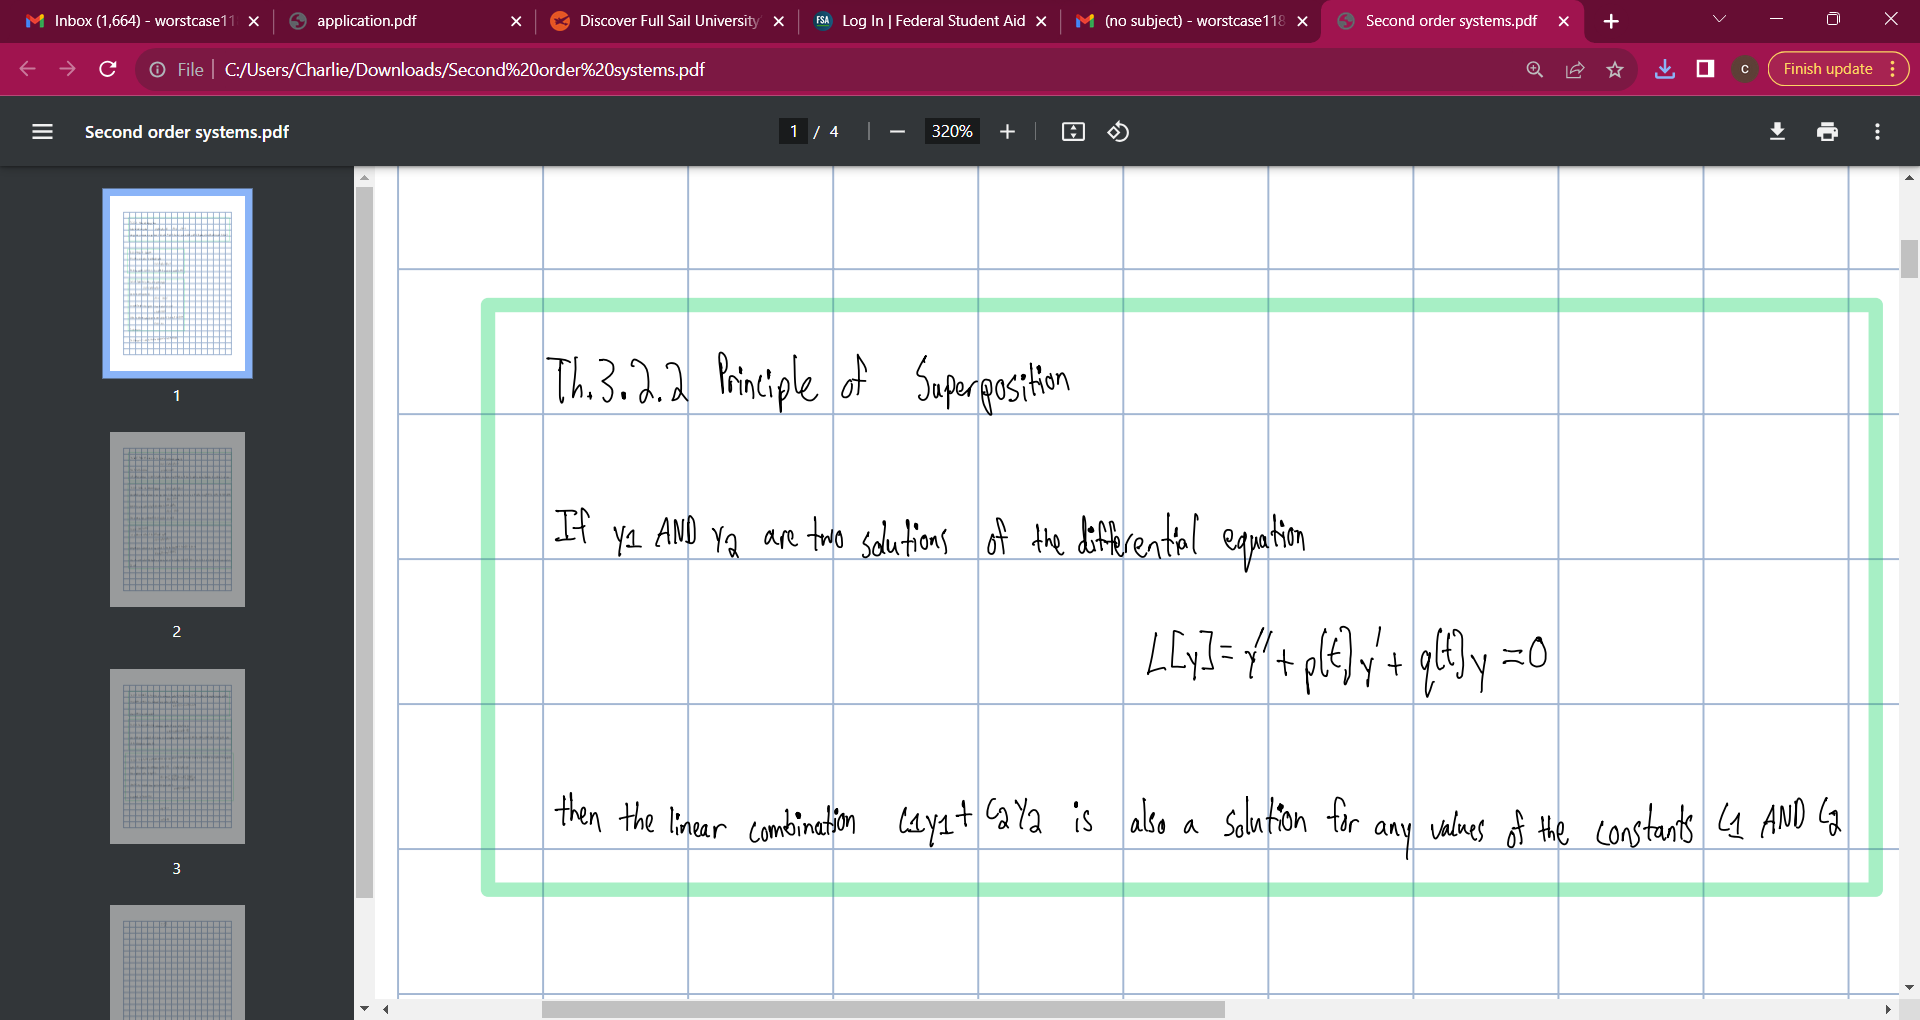 Inbox (1,664) - worstcase11
application.pdf
Discover Full Sail University
FSA Log In | Federal Student Aid
(no subject) - worstcase118
Second order systems.pdf
File | C:/Users/Charlie/Downloads/Second%20order%20systems.pdf
C
Finish update
Second order systems.pdf
1 / 4
320%
1
2
3
Th.3.2.2 Principle of Superposition
If y1 AND y2 are two solutions of the differential equation
L[y] = y'' + p(t)y' + q(t)y = 0
then the linear combination C1y1 + C2y2 is also a solution for any values of the constants C1 AND C2